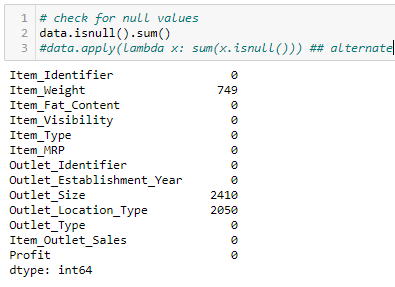 1 # check for null values
2 data.isnull().sum()
3 #data.apply(lambda x: sum(x.isnull())) ## alternate
Item_Identifier 0
Item_Weight 749
Item_Fat_Content 0
Item_Visibility 0
Item_Type 0
Item_MRP 0
Outlet_Identifier 0
Outlet_Establishment_Year 0
Outlet_Size 2410
Outlet_Location_Type 2050
Outlet_Type 0
Item_Outlet_Sales 0
Profit 0
dtype: int64